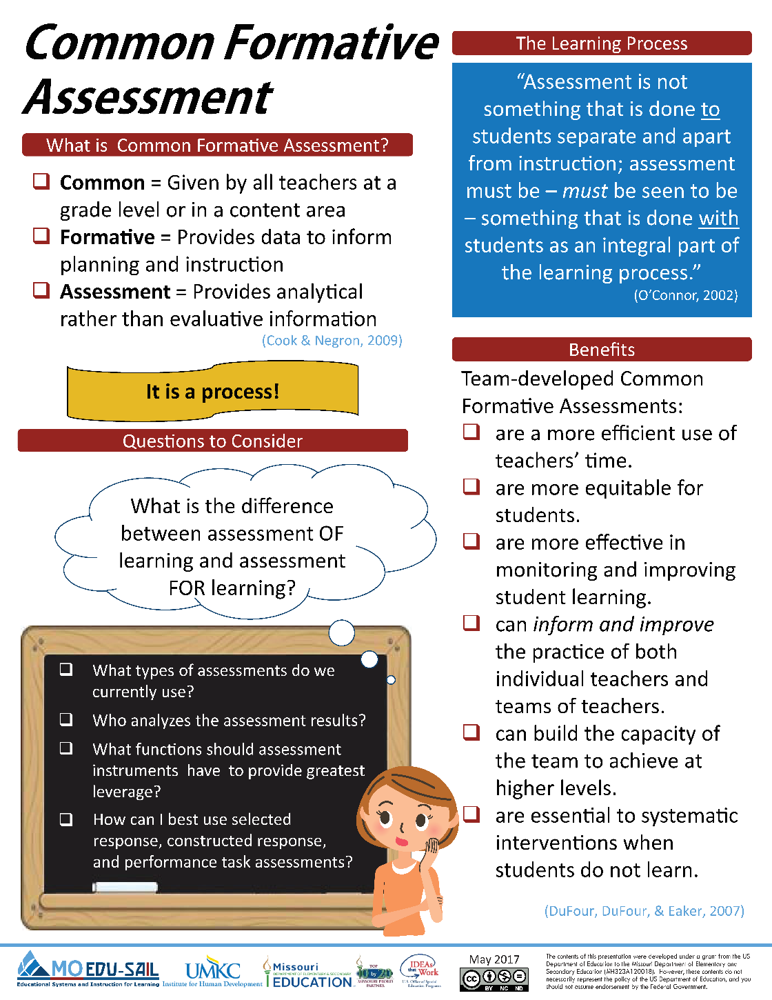 Common Formative
Assessment
What is  Common Formative Assessment?
Common = Given by all teachers at a
grade level or in a content area
Formative = Provides data to inform
planning and instruction
Assessment = Provides analytical
rather than evaluative information
(Cook & Negron, 2009)
It is a process!
Questions to Consider
What is the difference
between assessment OF
learning and assessment
FOR learning?
What types of assessments do we
currently use?
Who analyzes the assessment results?
What functions should assessment
instruments  have  to provide greatest
leverage?
How can I best use selected
response, constructed response,
and performance task assessments?
The Learning Process
“Assessment is not
something that is done to
students separate and apart
from instruction; assessment
must be – must be seen to be
– something that is done with
students as an integral part of
the learning process.”
(O’Connor, 2002)
Benefits
Team-developed Common
Formative Assessments:
are a more efficient use of
teachers’ time.
are more equitable for
students.
are more effective in
monitoring and improving
student learning.
can inform and improve
the practice of both
individual teachers and
teams of teachers.
can build the capacity of
the team to achieve at
higher levels.
are essential to systematic
interventions when
students do not learn.
(DuFour, DuFour, & Eaker, 2007)
MO EDU-SAIL
Educational Systems and Instruction for Learning
UMKC
Institute for Human Development
Missouri
DEPARTMENT OF ELEMENTARY & SECONDARY
EDUCATION
TOP
10 by 20
MISSOURI PROUD
PARTNER
IDEAs
that Work
U.S. Office of Special
Education Programs
May 2017
cc
BY NC ND
The contents of this presentation were developed under a grant from the US
Department of Education to the Missouri Department of Elementary and
Secondary Education (#H323A120018).  However, these contents do not
necessarily represent the policy of the US Department of Education, and you
should not assume endorsement by the Federal Government.